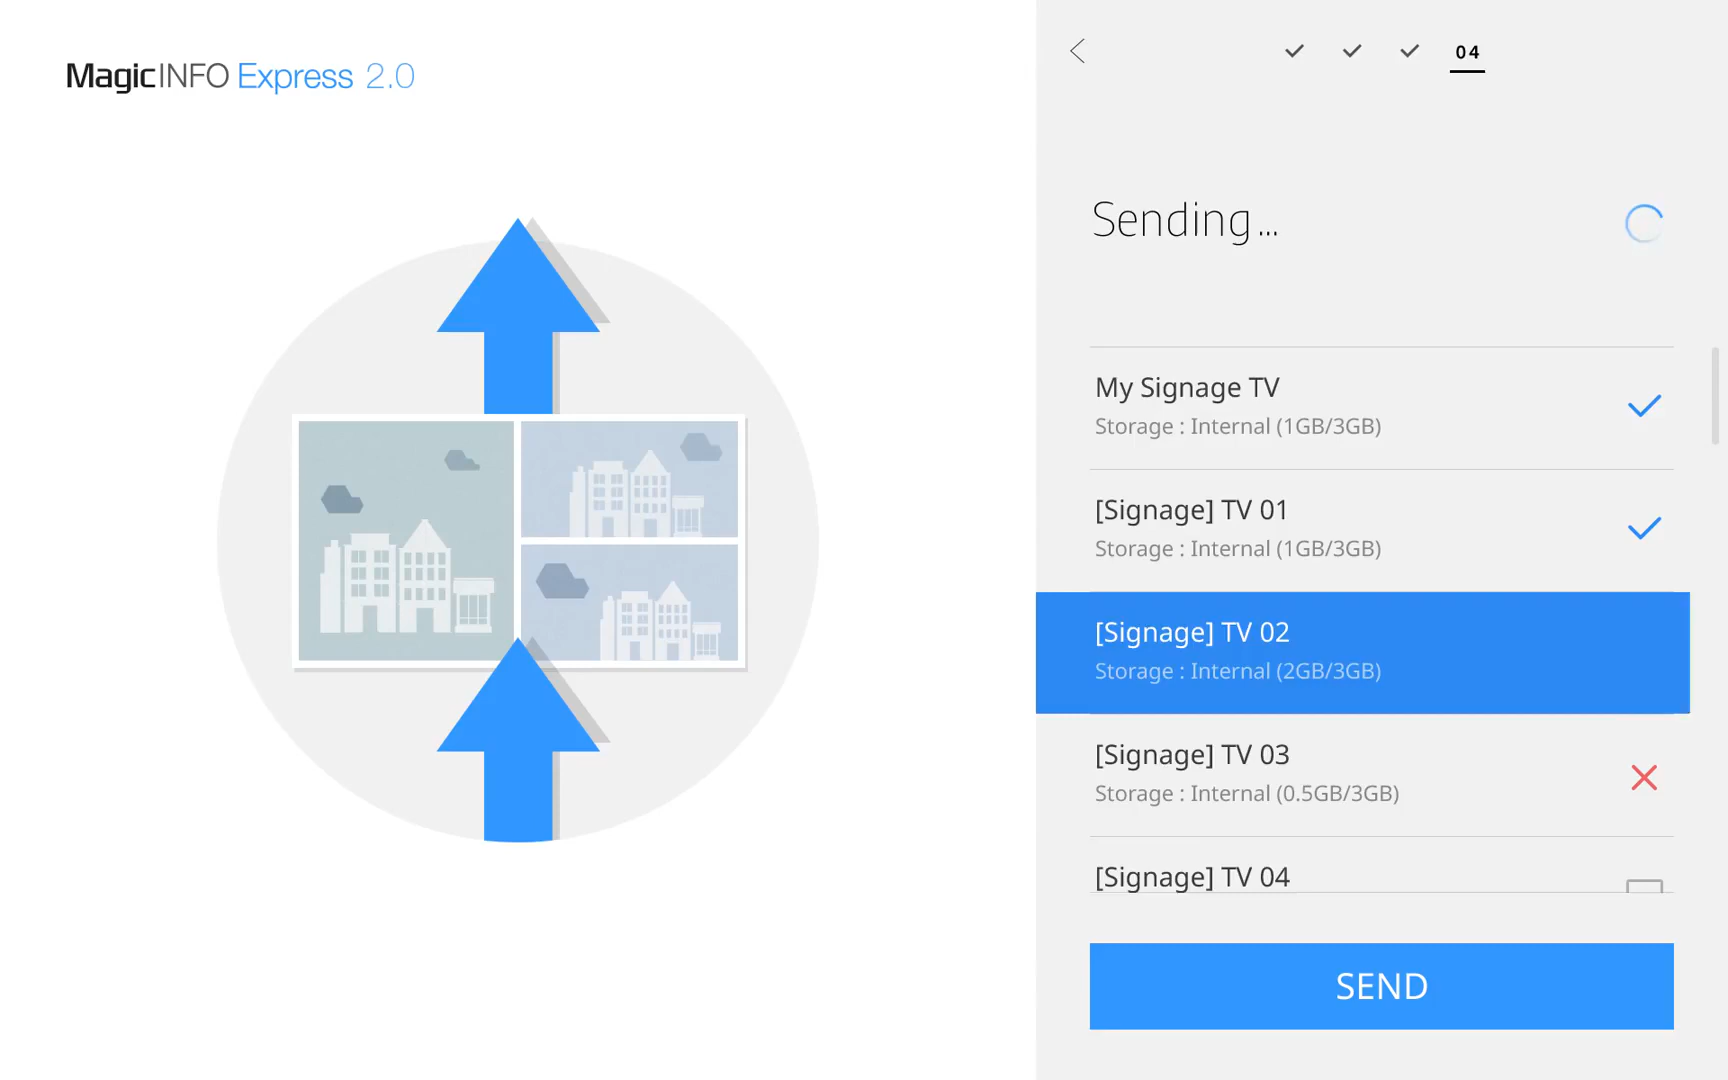 MagicINFO Express 2.0
04
Sending...
My Signage TV
Storage : Internal (1GB/3GB)
[Signage] TV 01
Storage : Internal (1GB/3GB)
[Signage] TV 02
Storage : Internal (2GB/3GB)
[Signage] TV 03
Storage : Internal (0.5GB/3GB)
[Signage] TV 04
SEND